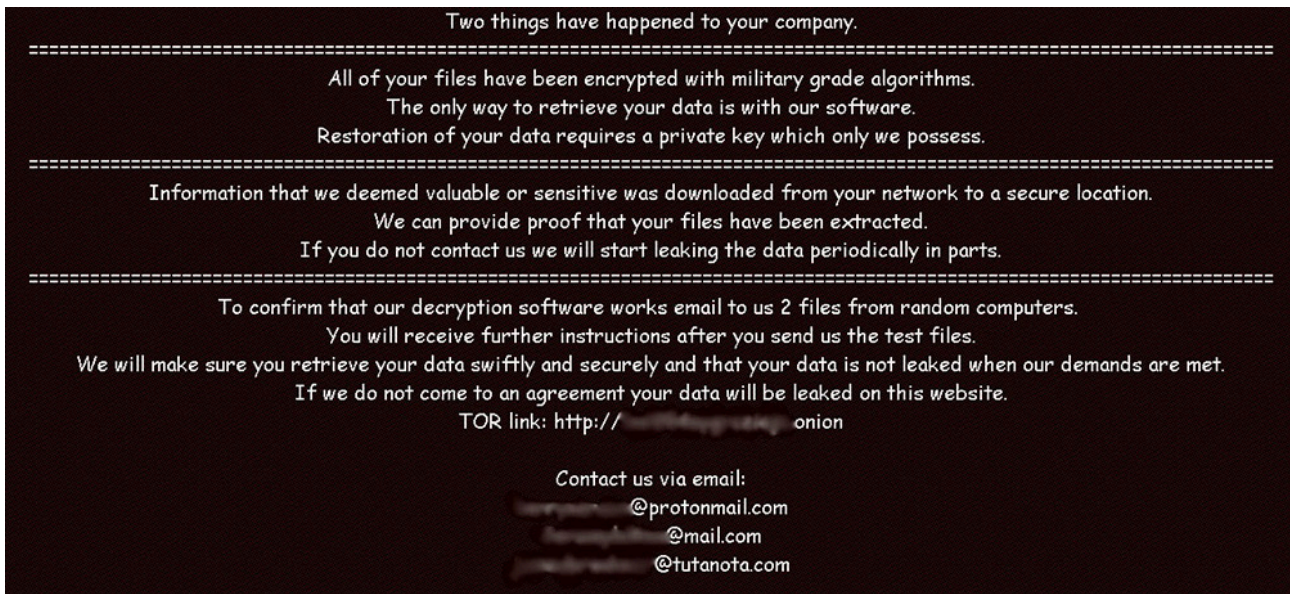 Two things have happened to your company.
==========================================================================================================================
All of your files have been encrypted with military grade algorithms.
The only way to retrieve your data is with our software.
Restoration of your data requires a private key which only we possess.
==========================================================================================================================
Information that we deemed valuable or sensitive was downloaded from your network to a secure location.
We can provide proof that your files have been extracted.
If you do not contact us we will start leaking the data periodically in parts.
==========================================================================================================================
To confirm that our decryption software works email to us 2 files from random computers.
You will receive further instructions after you send us the test files.
We will make sure you retrieve your data swiftly and securely and that your data is not leaked when our demands are met.
If we do not come to an agreement your data will be leaked on this website.
TOR link: http:// onion
Contact us via email:
@protonmail.com
@mail.com
@tutanota.com